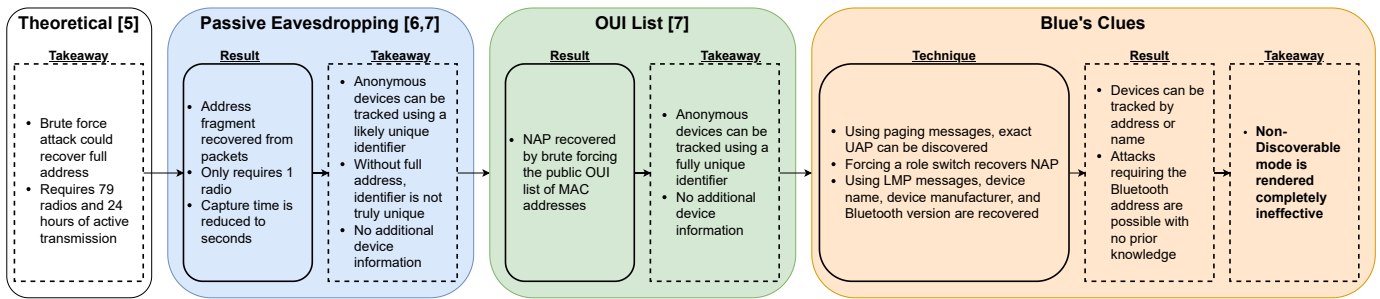 Theoretical [5]
Takeaway
• Brute force
attack could
recover full
address
• Requires 79
radios and 24
hours of active
transmission
Passive Eavesdropping [6,7]
Result
• Address
fragment
recovered from
packets
• Only requires 1
radio
• Capture time is
reduced to
seconds
Takeaway
• Anonymous
devices can be
tracked using a
likely unique
identifier
• Without full
address,
identifier is not
truly unique
• No additional
device
information
OUI List [7]
Result
• NAP recovered
by brute forcing
the public OUI
list of MAC
addresses
Takeaway
• Anonymous
devices can be
tracked using a
fully unique
identifier
• No additional
device
information
Blue's Clues
Technique
• Using paging messages, exact
UAP can be discovered
• Forcing a role switch recovers NAP
• Using LMP messages, device
name, device manufacturer, and
Bluetooth version are recovered
Result
• Devices can be
tracked by
address or
name
• Attacks
requiring the
Bluetooth
address are
possible with
no prior
knowledge
Takeaway
• Non-
Discoverable
mode is
rendered
completely
ineffective